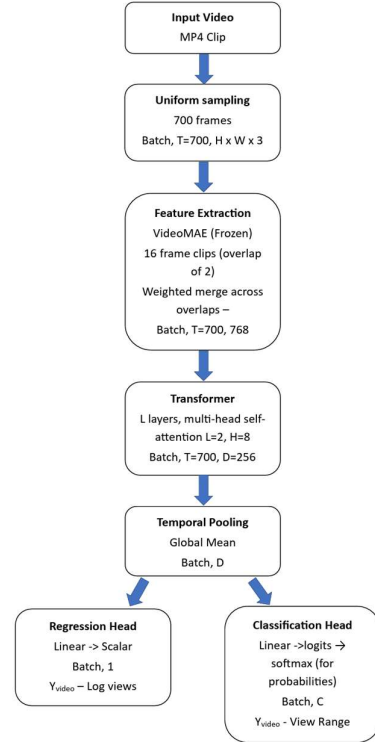 Input Video
MP4 Clip
Uniform sampling
700 frames
Batch, T=700, H x W x 3
Feature Extraction
VideoMAE (Frozen)
16 frame clips (overlap
of 2)
Weighted merge across
overlaps –
Batch, T=700, 768
Transformer
L layers, multi-head self-
attention L=2, H=8
Batch, T=700, D=256
Temporal Pooling
Global Mean
Batch, D
Regression Head
Linear -> Scalar
Batch, 1
Yvideo – Log views
Classification Head
Linear ->logits →
softmax (for
probabilities)
Batch, C
Yvideo - View Range